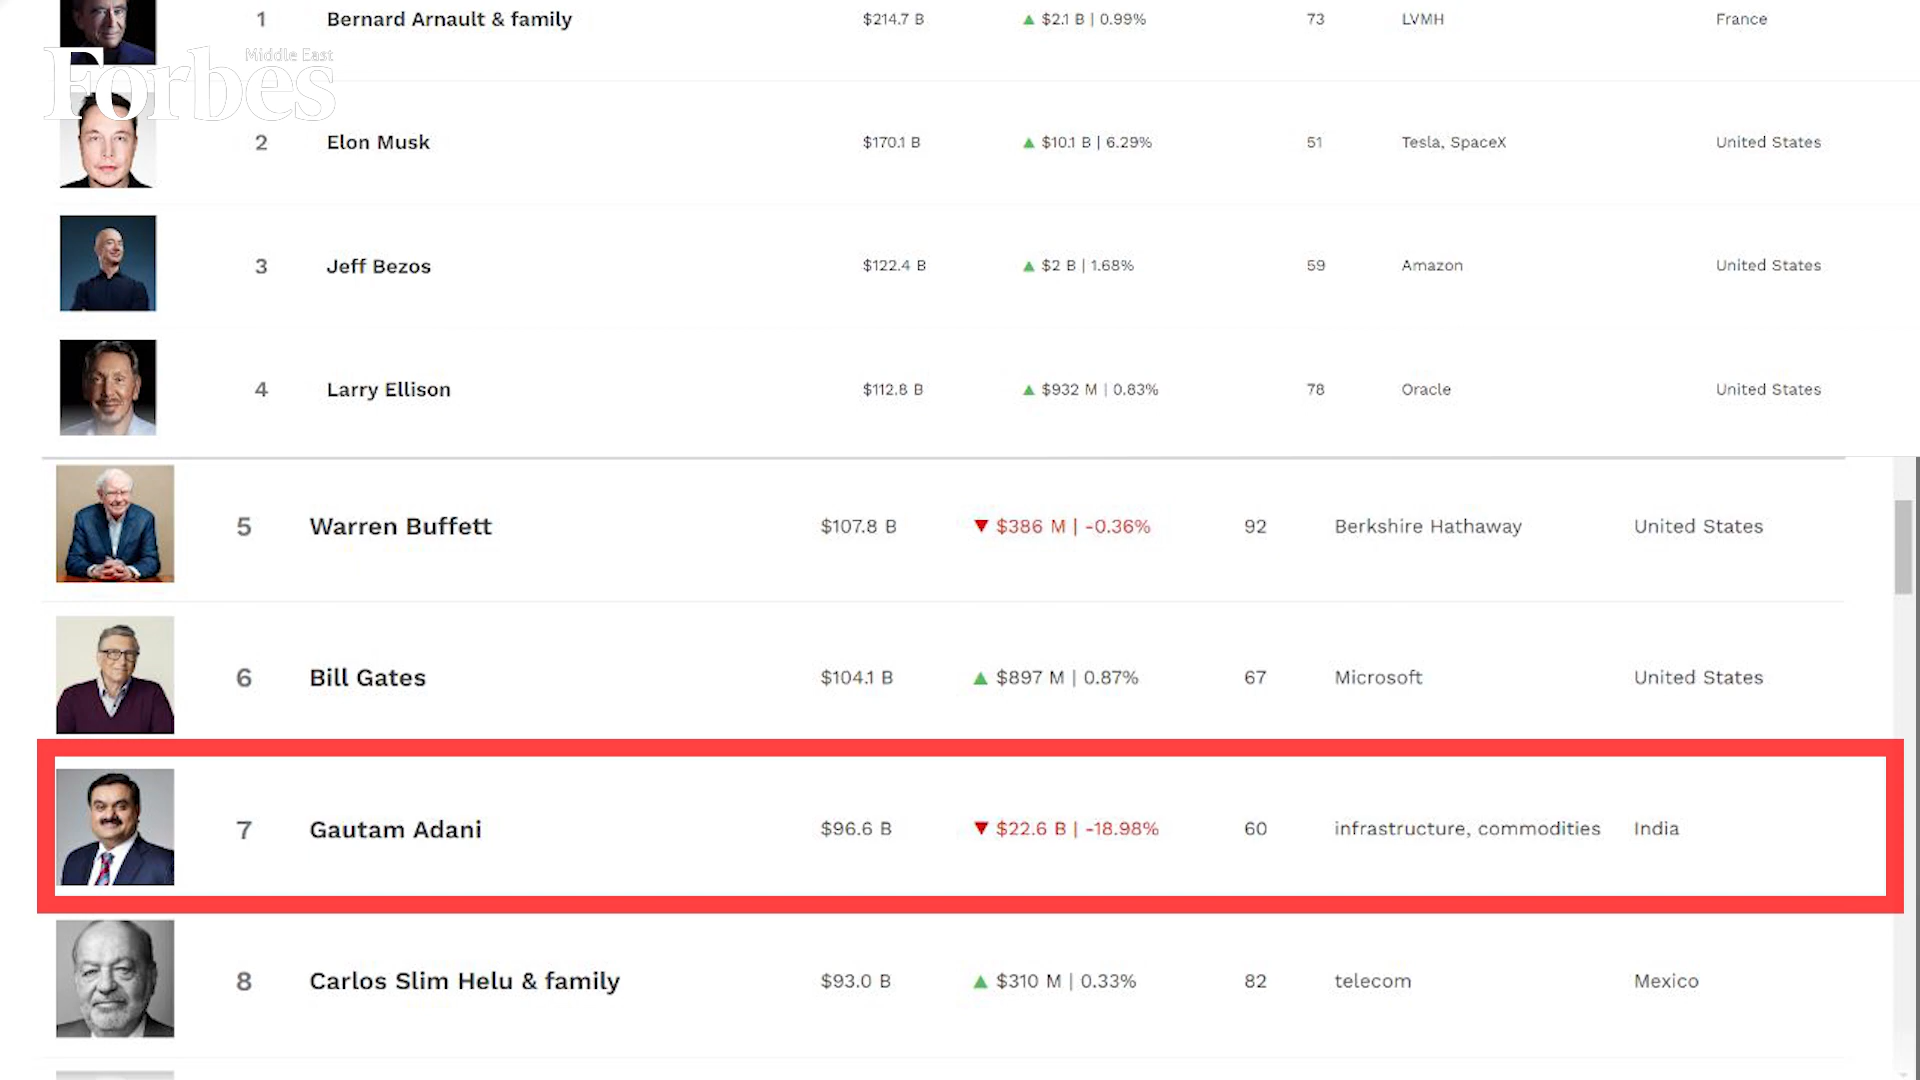 1 Bernard Arnault & family $214.7 B ▲ $2.1 B | 0.99% 73 LVMH France
Middle East
Forbes
2 Elon Musk $170.1 B ▲ $10.1 B | 6.29% 51 Tesla, SpaceX United States
3 Jeff Bezos $122.4 B ▲ $2 B | 1.68% 59 Amazon United States
4 Larry Ellison $112.8 B ▲ $932 M | 0.83% 78 Oracle United States
5 Warren Buffett $107.8 B ▼ $386 M | -0.36% 92 Berkshire Hathaway United States
6 Bill Gates $104.1 B ▲ $897 M | 0.87% 67 Microsoft United States
7 Gautam Adani $96.6 B ▼ $22.6 B | -18.98% 60 infrastructure, commodities India
8 Carlos Slim Helu & family $93.0 B ▲ $310 M | 0.33% 82 telecom Mexico